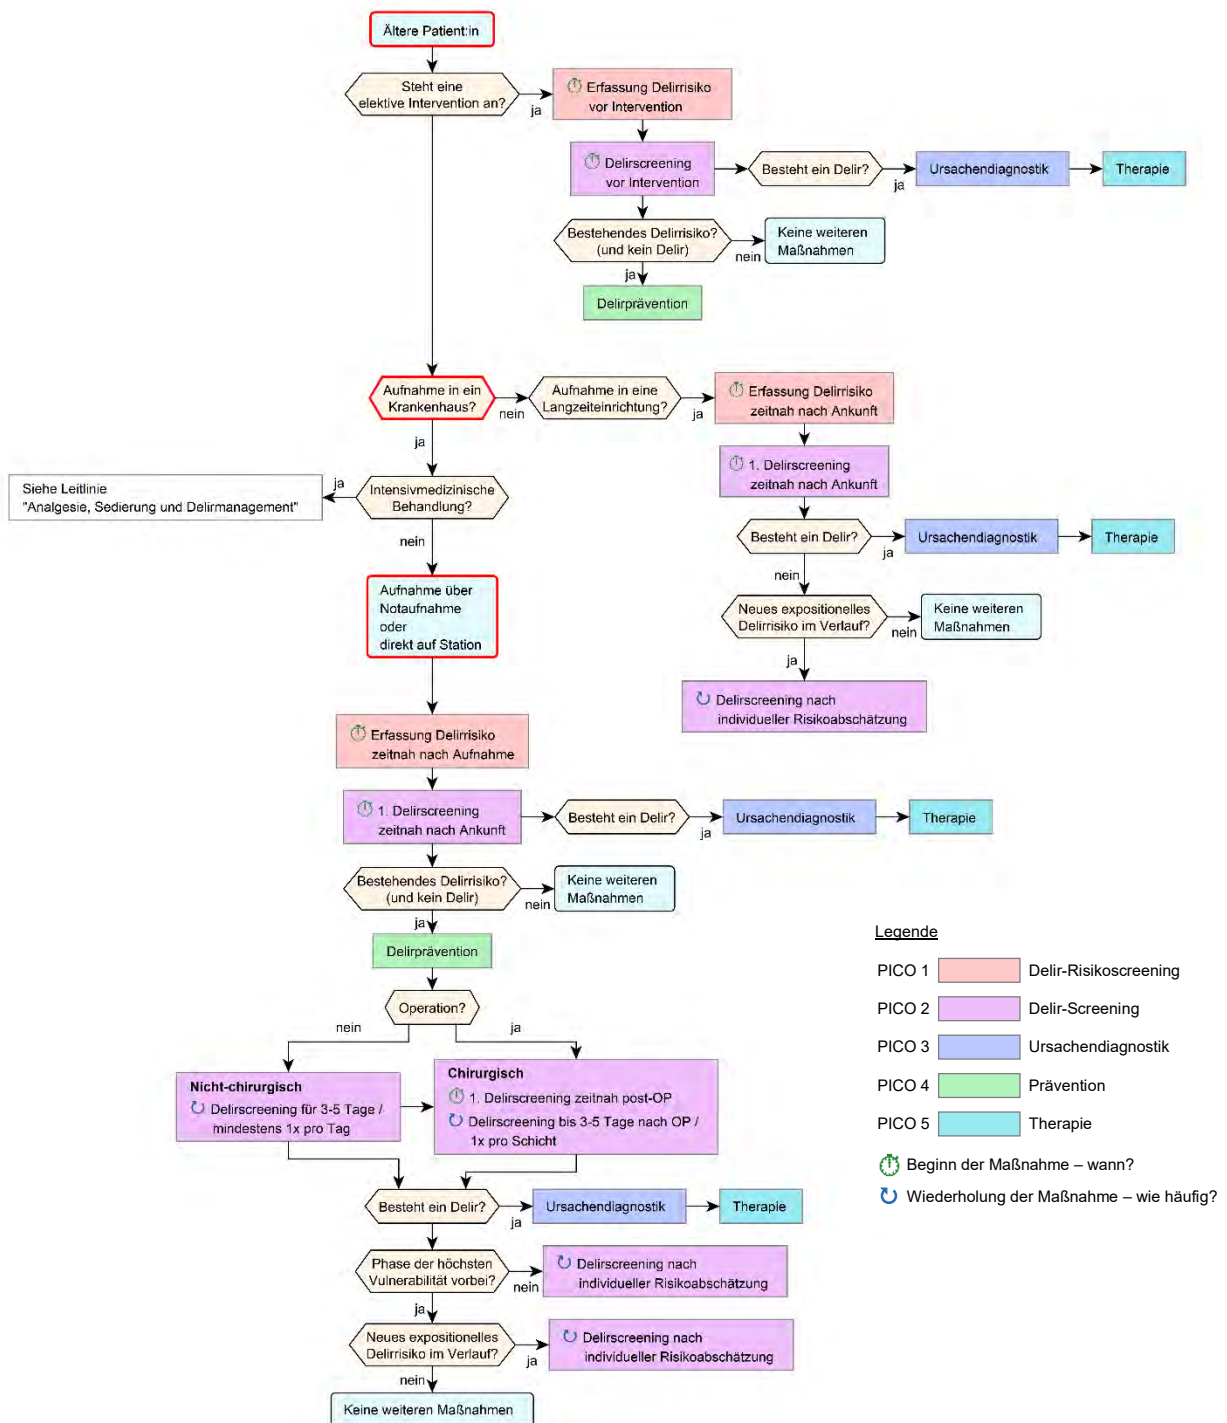 Ältere Patient:in
Steht eine
elektive Intervention an?
ja
Erfassung Delirrisiko
vor Intervention
Delirscreening
vor Intervention
Besteht ein Delir?
ja
Ursachendiagnostik
Therapie
Bestehendes Delirrisiko?
(und kein Delir)
nein
Keine weiteren
Maßnahmen
ja
Delirprävention
Aufnahme in ein
Krankenhaus?
nein
Aufnahme in eine
Langzeiteinrichtung?
ja
Erfassung Delirrisiko
zeitnah nach Ankunft
1. Delirscreening
zeitnah nach Ankunft
Besteht ein Delir?
ja
Ursachendiagnostik
Therapie
nein
Neues expositionelles
Delirrisiko im Verlauf?
nein
Keine weiteren
Maßnahmen
ja
Delirscreening nach
individueller Risikoabschätzung
ja
Intensivmedizinische
Behandlung?
ja
Siehe Leitlinie
"Analgesie, Sedierung und Delirmanagement"
nein
Aufnahme über
Notaufnahme
oder
direkt auf Station
Erfassung Delirrisiko
zeitnah nach Aufnahme
1. Delirscreening
zeitnah nach Ankunft
Besteht ein Delir?
ja
Ursachendiagnostik
Therapie
Bestehendes Delirrisiko?
(und kein Delir)
nein
Keine weiteren
Maßnahmen
ja
Delirprävention
Operation?
nein
ja
Nicht-chirurgisch
Delirscreening für 3-5 Tage /
mindestens 1x pro Tag
Chirurgisch
1. Delirscreening zeitnah post-OP
Delirscreening bis 3-5 Tage nach OP /
1x pro Schicht
Besteht ein Delir?
ja
Ursachendiagnostik
Therapie
Phase der höchsten
Vulnerabilität vorbei?
nein
Delirscreening nach
individueller Risikoabschätzung
ja
Neues expositionelles
Delirrisiko im Verlauf?
ja
Delirscreening nach
individueller Risikoabschätzung
nein
Keine weiteren Maßnahmen
Legende
PICO 1 Delir-Risikoscreening
PICO 2 Delir-Screening
PICO 3 Ursachendiagnostik
PICO 4 Prävention
PICO 5 Therapie
Beginn der Maßnahme – wann?
Wiederholung der Maßnahme – wie häufig?